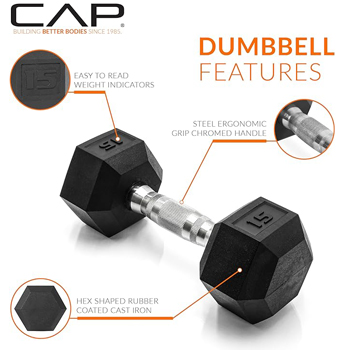 CAP
BUILDING BETTER BODIES SINCE 1985.
DUMBBELL
FEATURES
15
EASY TO READ
WEIGHT INDICATORS
STEEL ERGONOMIC
GRIP CHROMED HANDLE
15
15
HEX SHAPED RUBBER
COATED CAST IRON